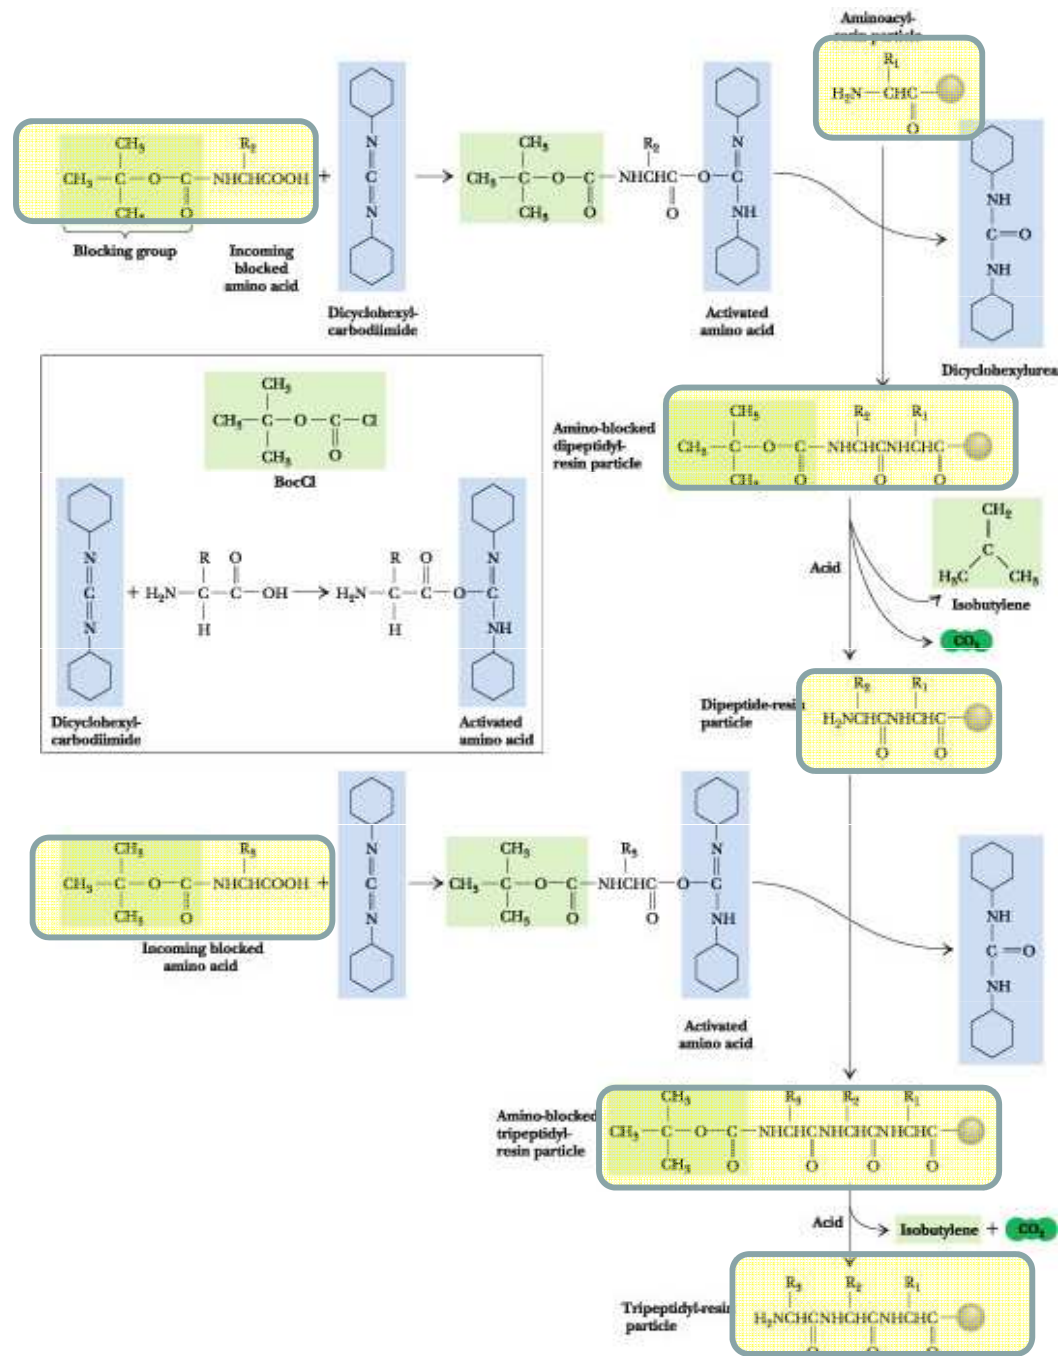 Aminoacyl-
resin particle
R1
H2N—CHC
O
CH3
R2
CH3—C—O—C—NHCHCOOH
+
CH3
O
Blocking group
Incoming
blocked
amino acid
N
C
N
Dicyclohexyl-
carbodiimide
CH3
R2
CH3—C—O—C—NHCHC—O—C
CH3
O
O
N
NH
Activated
amino acid
NH
C=O
NH
Dicyclohexylurea
CH3
CH3—C—O—C—Cl
CH3
O
BocCl
N
C
N
+
R
O
H2N—C—C—OH
H
R
O
N
H2N—C—C—O—C
H
NH
Dicyclohexyl-
carbodiimide
Activated
amino acid
Amino-blocked
dipeptidyl-
resin particle
CH3
R2
R1
CH3—C—O—C—NHCHCNHCHC
CH3
O
O
O
Acid
CH2
C
H3C
CH3
Isobutylene
CO2
Dipeptide-resin
particle
R2
R1
H2NCHCNHCHC
O
O
CH3
R3
CH3—C—O—C—NHCHCOOH
+
CH3
O
Incoming blocked
amino acid
N
C
N
CH3
R3
N
CH3—C—O—C—NHCHC—O—C
CH3
O
O
NH
Activated
amino acid
NH
C=O
NH
Amino-blocked
tripeptidyl-
resin particle
CH3
R3
R2
R1
CH3—C—O—C—NHCHCNHCHCNHCHC
CH3
O
O
O
O
Acid
Isobutylene + CO2
Tripeptidyl-resin
particle
R3
R2
R1
H2NCHCNHCHCNHCHC
O
O
O